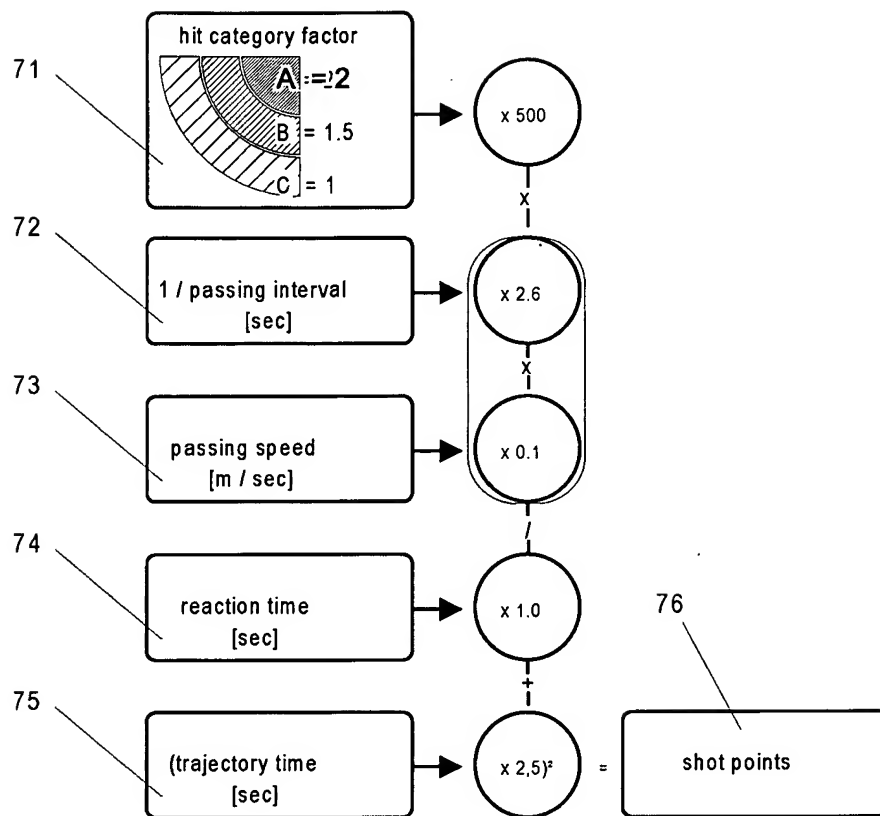 hit category factor
71
A = 2
x 500
B = 1.5
C = 1
x
72
1 / passing interval
[sec]
x 2.6
x
73
passing speed
[m / sec]
x 0.1
/
74
reaction time
[sec]
x 1.0
76
+
75
(trajectory time
[sec]
x 2,5)²
=
shot points